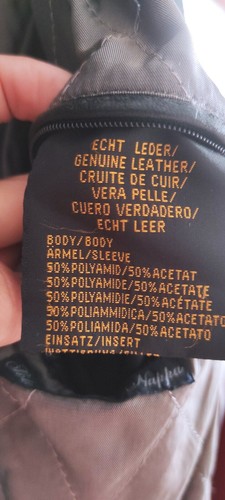 ECHT LEDER/
GENUINE LEATHER/
CRUITE DE CUIR/
VERA PELLE/
CUERO VERDADERO/
ECHT LEER
BODY/BODY
ARMEL/SLEEVE
50%POLYAMID/50%ACETAT
50%POLYAMIDE/50%ACETATE
50%POLYAMIDE/50%ACÉTATE
50%POLIAMMIDICA/50%ACETATO
50%POLIAMIDA/50%ACETATO
EINSATZ/INSERT
Nappa